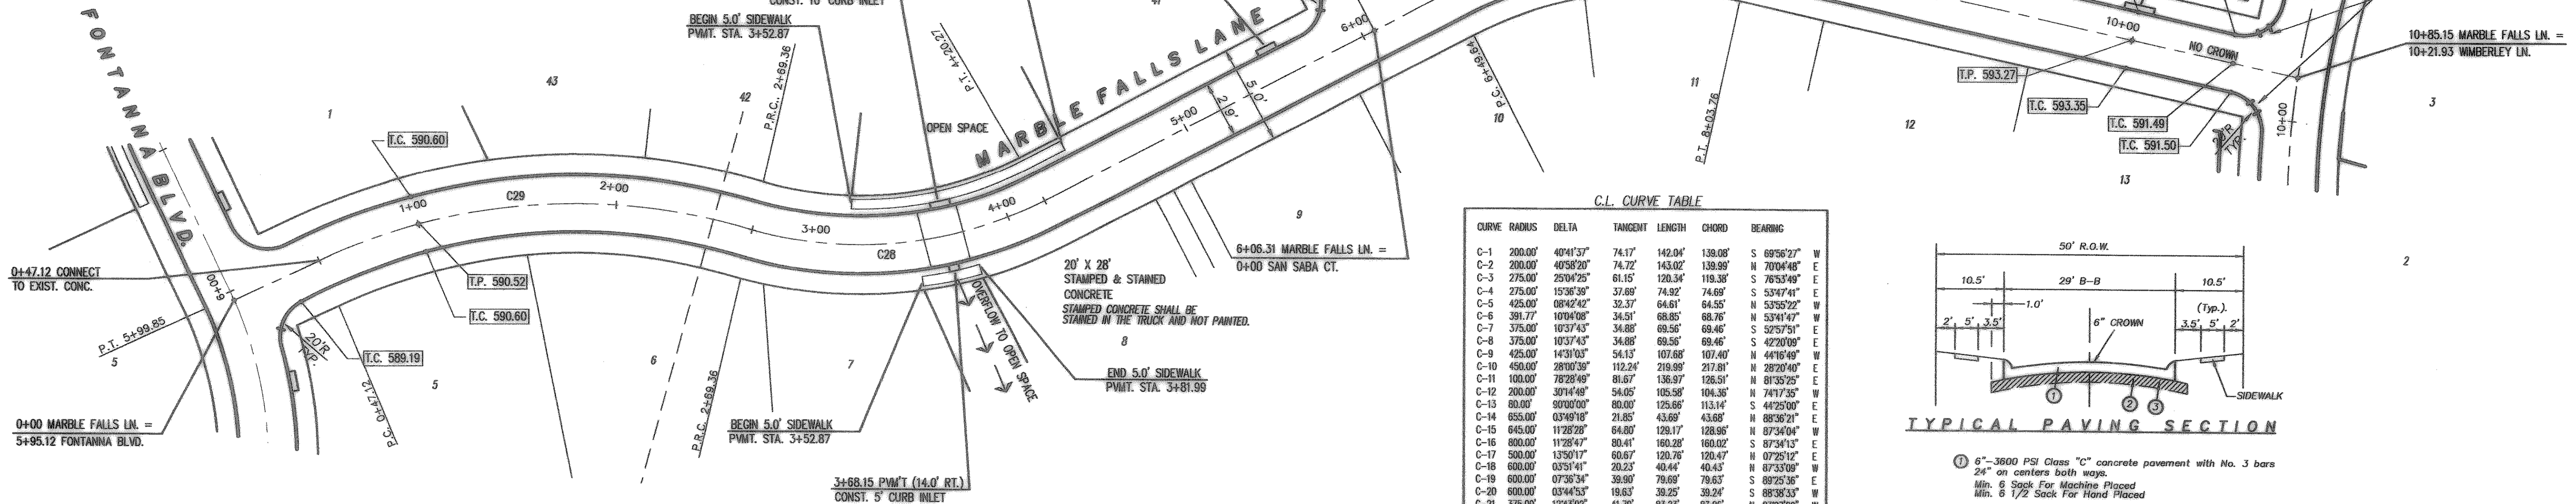 FONTANNA BLVD.
CONST. 10' CURB INLET
BEGIN 5.0' SIDEWALK
PVMT. STA. 3+52.87
43
42
1
41
P.R.C.. 2+69.36
P.T. 4+20.27
OPEN SPACE
MARBLE FALLS LANE
T.C. 590.60
1+00
C29
2+00
3+00
C28
4+00
5+00
6+00
5.0'
P.C. 6+49.64
P.T. 8+03.76
10
11
12
13
10+00
NO CROWN
T.P. 593.27
T.C. 593.35
T.C. 591.49
T.C. 591.50
20'R
TYP.
10+00
10+85.15 MARBLE FALLS LN. =
10+21.93 WIMBERLEY LN.
3
2
0+47.12 CONNECT
TO EXIST. CONC.
6+00
P.T. 5+99.85
5
T.P. 590.52
T.C. 590.60
20'R
TYP.
T.C. 589.19
P.C. 0+47.12
5
6
7
8
9
P.R.C. 2+69.36
0+00 MARBLE FALLS LN. =
5+95.12 FONTANNA BLVD.
20' X 28'
STAMPED & STAINED
CONCRETE
STAMPED CONCRETE SHALL BE
STAINED IN THE TRUCK AND NOT PAINTED.
OVERFLOW TO OPEN SPACE
6+06.31 MARBLE FALLS LN. =
0+00 SAN SABA CT.
END 5.0' SIDEWALK
PVMT. STA. 3+81.99
BEGIN 5.0' SIDEWALK
PVMT. STA. 3+52.87
3+68.15 PVM'T (14.0' RT.)
CONST. 5' CURB INLET
C.L. CURVE TABLE
CURVE RADIUS DELTA TANGENT LENGTH CHORD BEARING
C-1 200.00' 40°41'37" 74.17' 142.04' 139.08' S 69°56'27" W
C-2 200.00' 40°58'20" 74.72' 143.02' 139.99' N 70°04'48" E
C-3 275.00' 25°04'25" 61.15' 120.34' 119.38' S 76°53'49" E
C-4 275.00' 15°36'39" 37.69' 74.92' 74.69' S 53°47'41" E
C-5 425.00' 08°42'42" 32.37' 64.61' 64.55' N 53°55'22" W
C-6 391.77' 10°04'08" 34.51' 68.85' 68.76' N 53°41'47" W
C-7 375.00' 10°37'43" 34.88' 69.56' 69.46' S 52°57'51" E
C-8 375.00' 10°37'43" 34.88' 69.56' 69.46' S 42°20'09" E
C-9 425.00' 14°31'03" 54.13' 107.68' 107.40' N 44°16'49" W
C-10 450.00' 28°00'39" 112.24' 219.99' 217.81' N 28°20'40" E
C-11 100.00' 78°28'49" 81.67' 136.97' 126.51' N 81°35'25" E
C-12 200.00' 30°14'49" 54.05' 105.58' 104.36' N 74°17'35" W
C-13 80.00' 90°00'00" 80.00' 125.66' 113.14' S 44°25'00" E
C-14 655.00' 03°49'18" 21.85' 43.69' 43.68' N 88°36'21" E
C-15 645.00' 11°28'28" 64.80' 129.17' 128.96' N 87°34'04" W
C-16 800.00' 11°28'47" 80.41' 160.28' 160.02' S 87°34'13" E
C-17 500.00' 13°50'17" 60.67' 120.76' 120.47' N 07°25'12" E
C-18 600.00' 03°51'41" 20.23' 40.44' 40.43' N 87°33'09" W
C-19 600.00' 07°36'34" 39.90' 79.69' 79.63' S 89°25'36" E
C-20 600.00' 03°44'53" 19.63' 39.25' 39.24' S 88°38'33" W
50' R.O.W.
10.5' 29' B-B 10.5'
1.0'
(Typ.).
2' 5' 3.5' 6" CROWN 3.5' 5' 2'
1 2 3
SIDEWALK
TYPICAL PAVING SECTION
1 6"-3600 PSI Class "C" concrete pavement with No. 3 bars
24" on centers both ways.
Min. 6 Sack For Machine Placed
Min. 6 1/2 Sack For Hand Placed